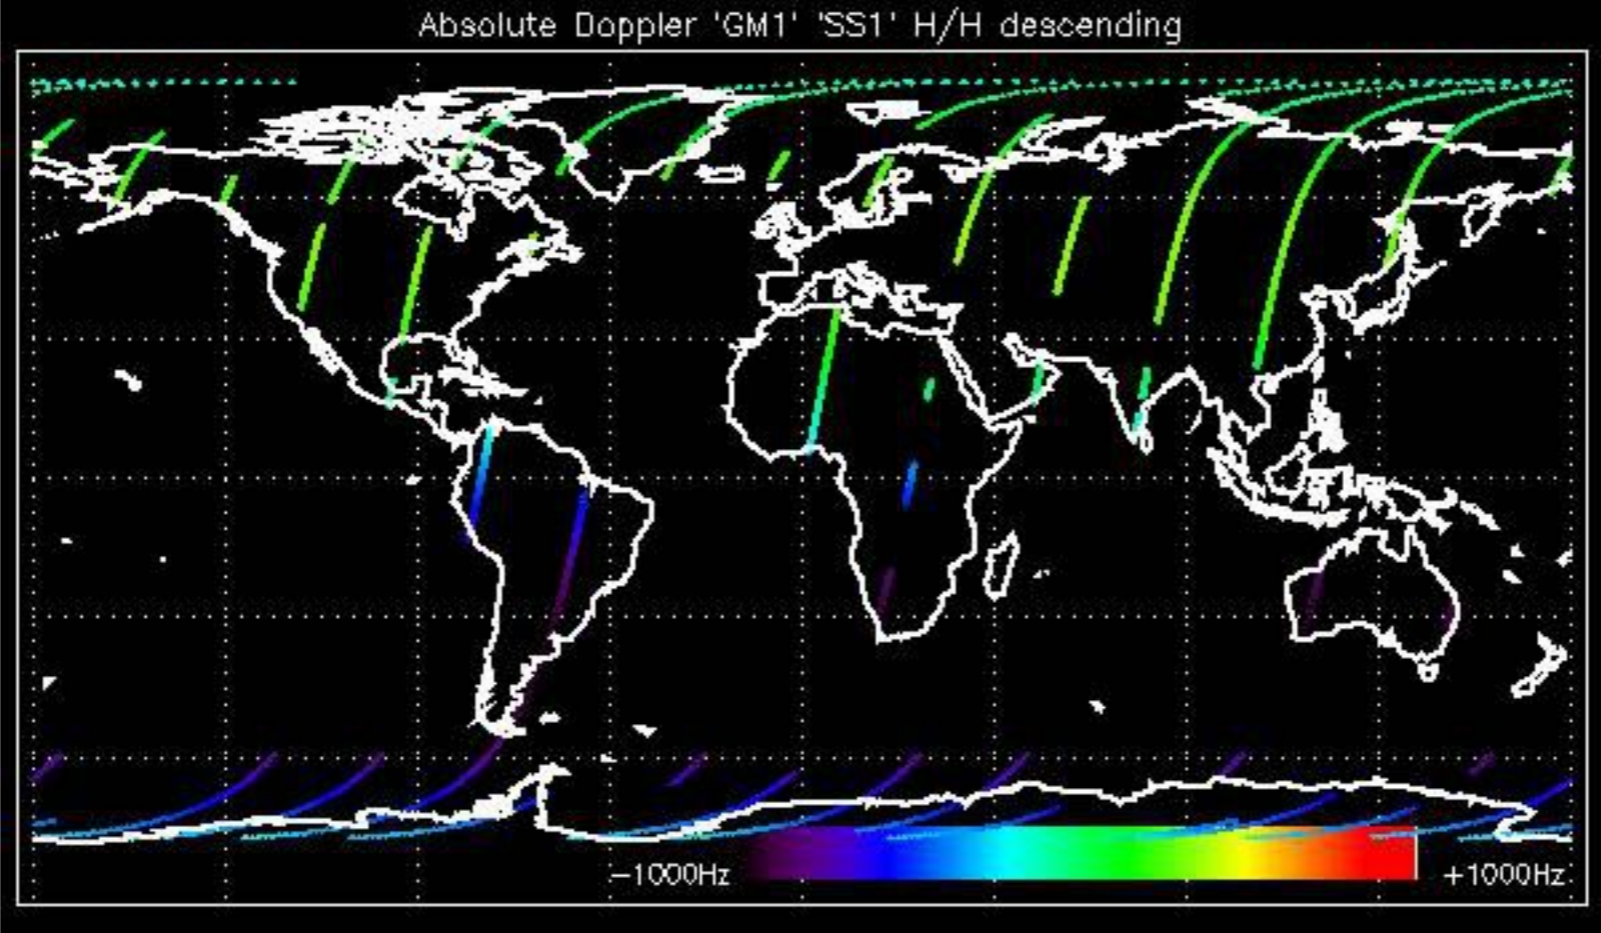 Absolute Doppler 'GM1' 'SS1' H/H descending
−1000Hz +1000Hz